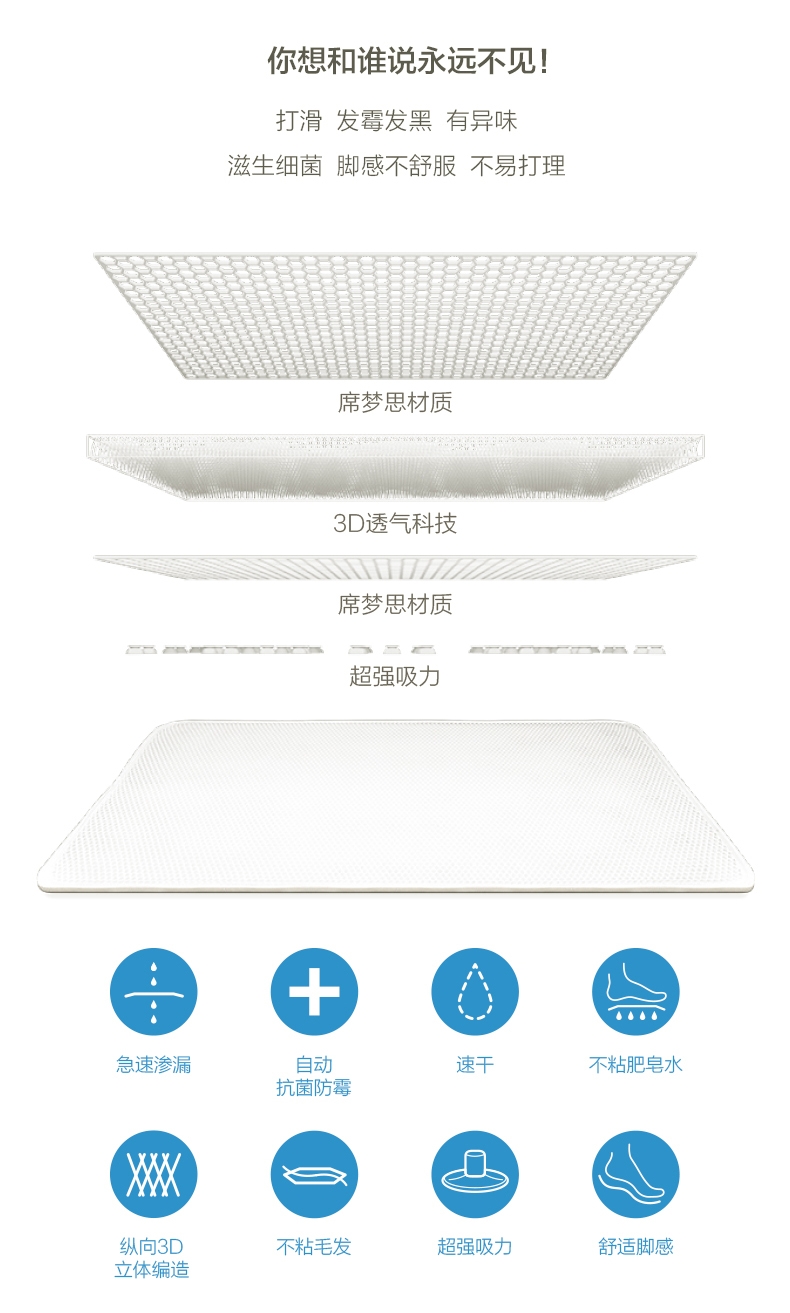 你想和谁说永远不见!
打滑 发霉发黑 有异味
滋生细菌 脚感不舒服 不易打理
席梦思材质
3D透气科技
席梦思材质
超强吸力
急速渗漏
自动
抗菌防霉
速干
不粘肥皂水
纵向3D
立体编造
不粘毛发
超强吸力
舒适脚感